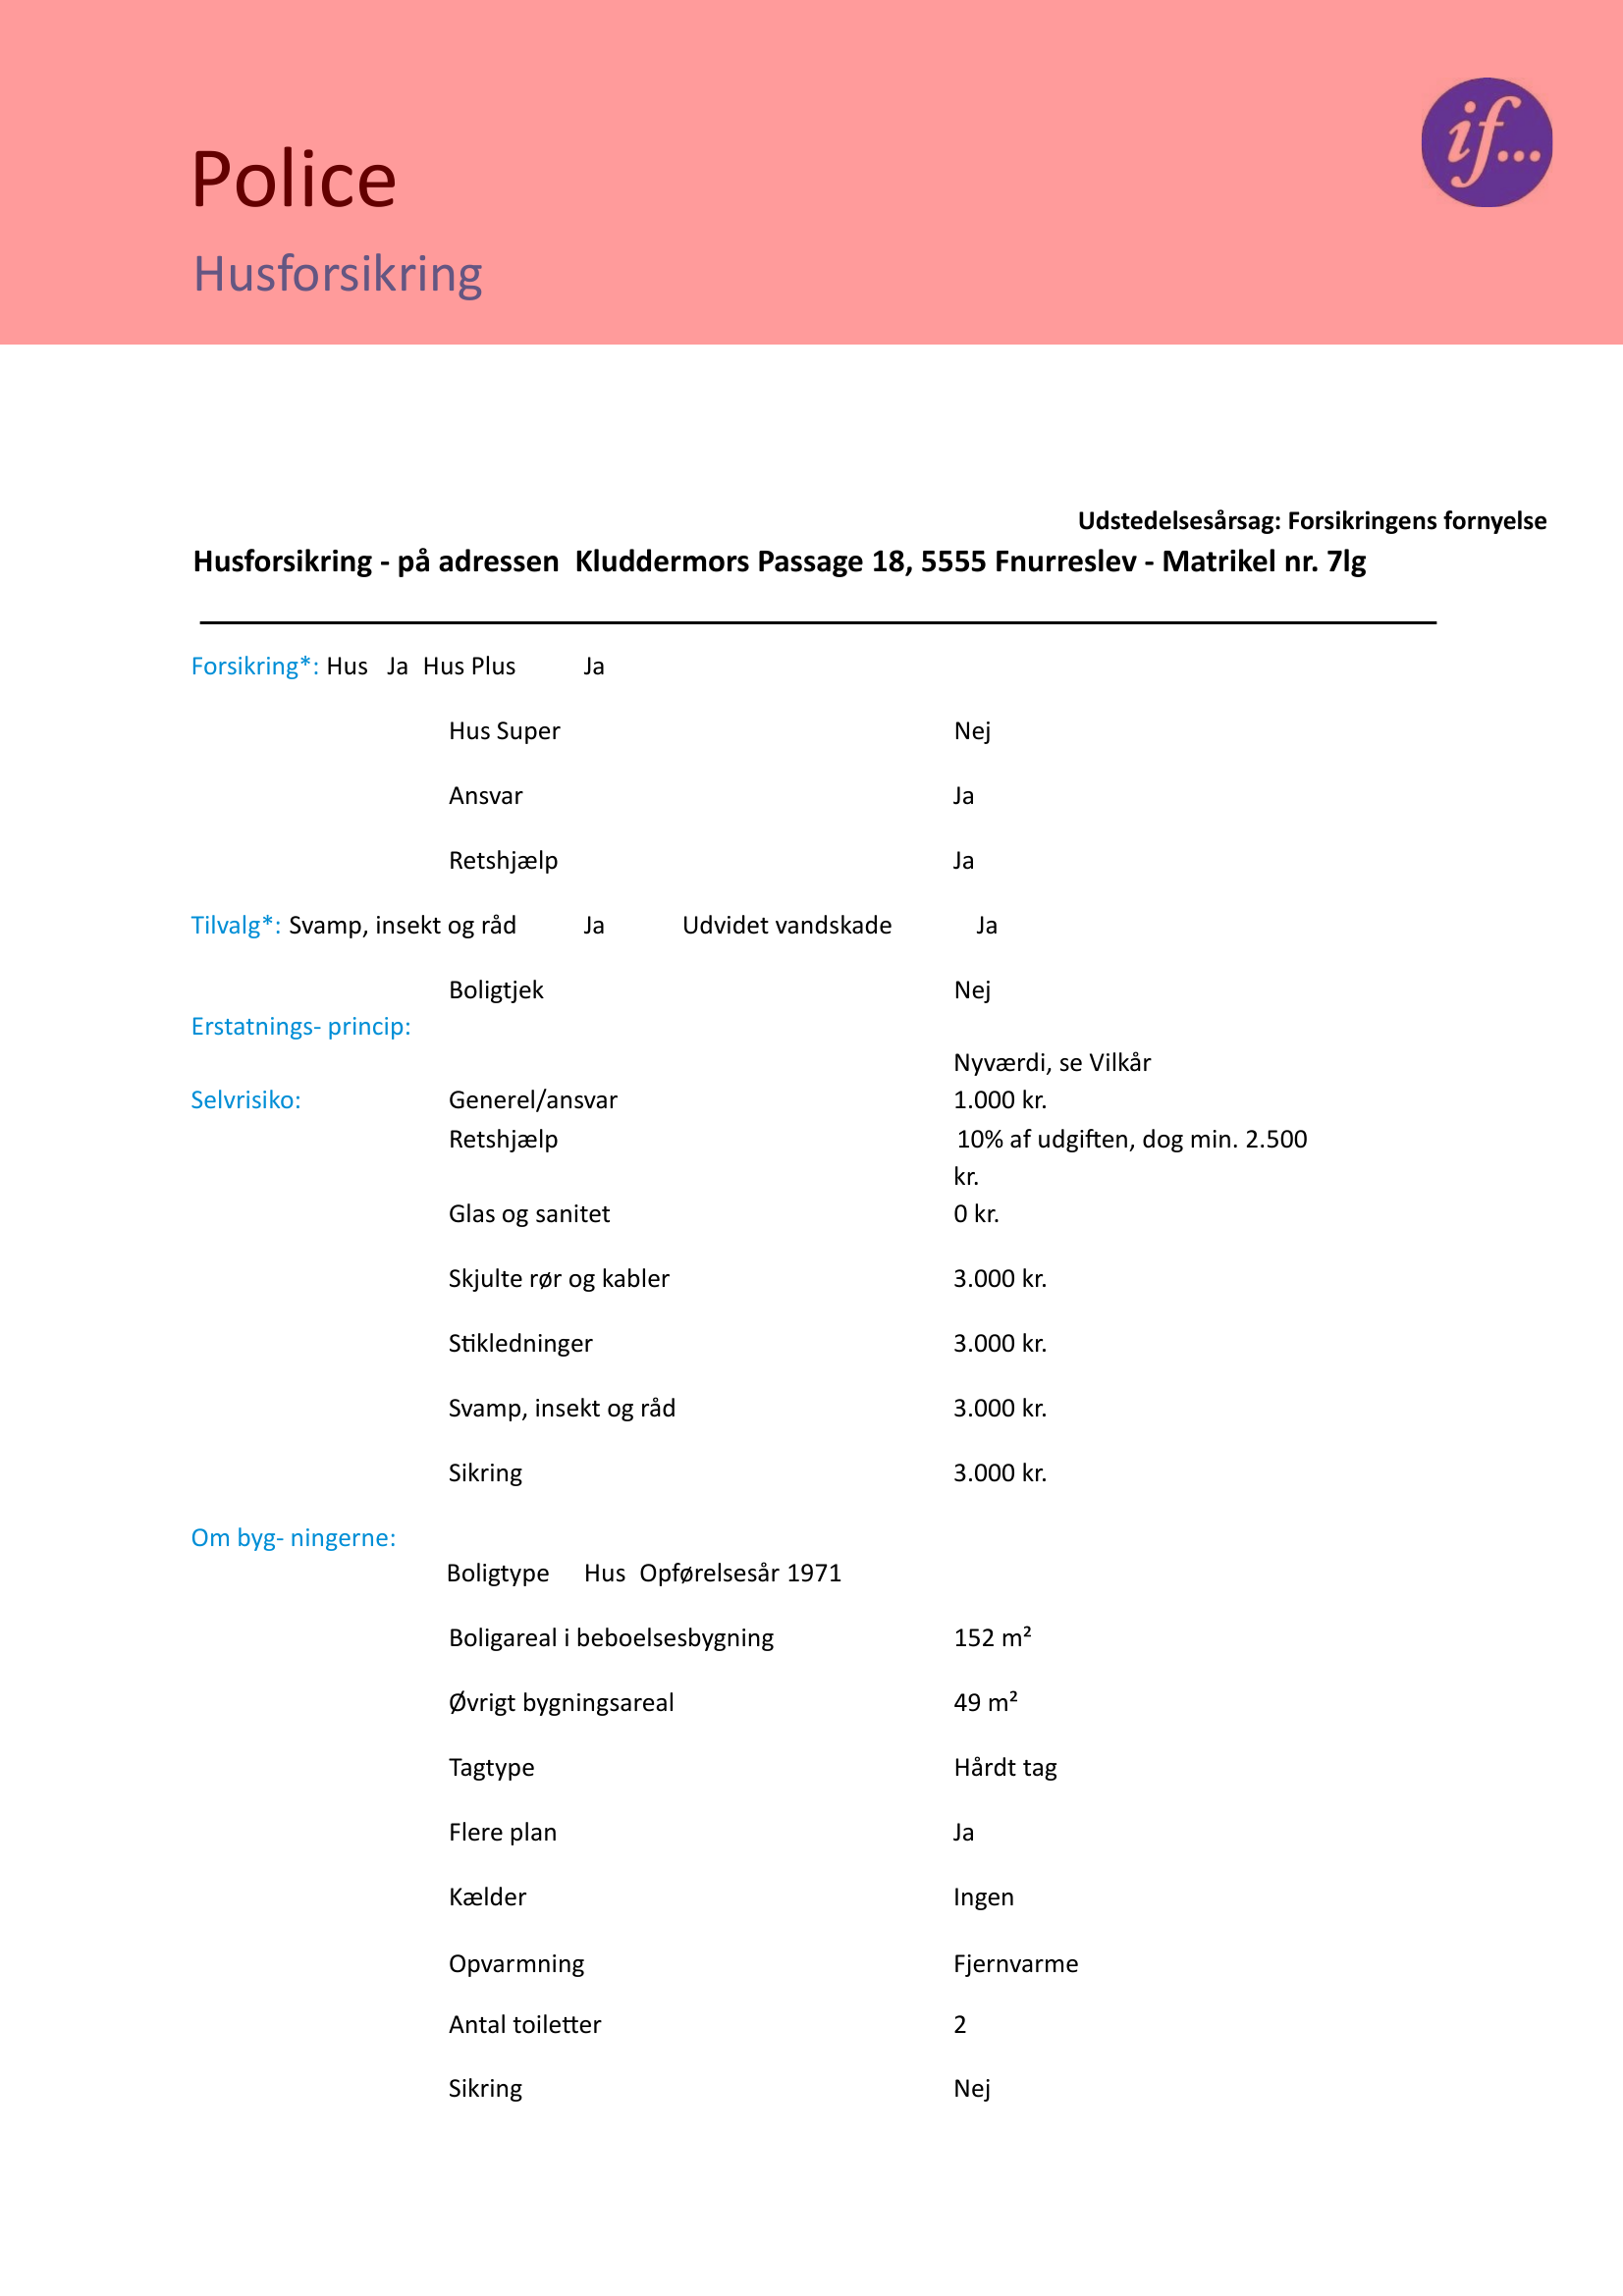 if...
Police
Husforsikring
Udstedelsesårsag: Forsikringens fornyelse
Husforsikring - på adressen Kluddermors Passage 18, 5555 Fnurreslev - Matrikel nr. 7lg
Forsikring*: Hus Ja Hus Plus Ja
Hus Super Nej
Ansvar Ja
Retshjælp Ja
Tilvalg*: Svamp, insekt og råd Ja Udvidet vandskade Ja
Boligtjek Nej
Erstatnings- princip:
Nyværdi, se Vilkår
Selvrisiko: Generel/ansvar 1.000 kr.
Retshjælp 10% af udgiften, dog min. 2.500
kr.
Glas og sanitet 0 kr.
Skjulte rør og kabler 3.000 kr.
Stikledninger 3.000 kr.
Svamp, insekt og råd 3.000 kr.
Sikring 3.000 kr.
Om byg- ningerne:
Boligtype Hus Opførelsesår 1971
Boligareal i beboelsesbygning 152 m²
Øvrigt bygningsareal 49 m²
Tagtype Hårdt tag
Flere plan Ja
Kælder Ingen
Opvarmning Fjernvarme
Antal toiletter 2
Sikring Nej